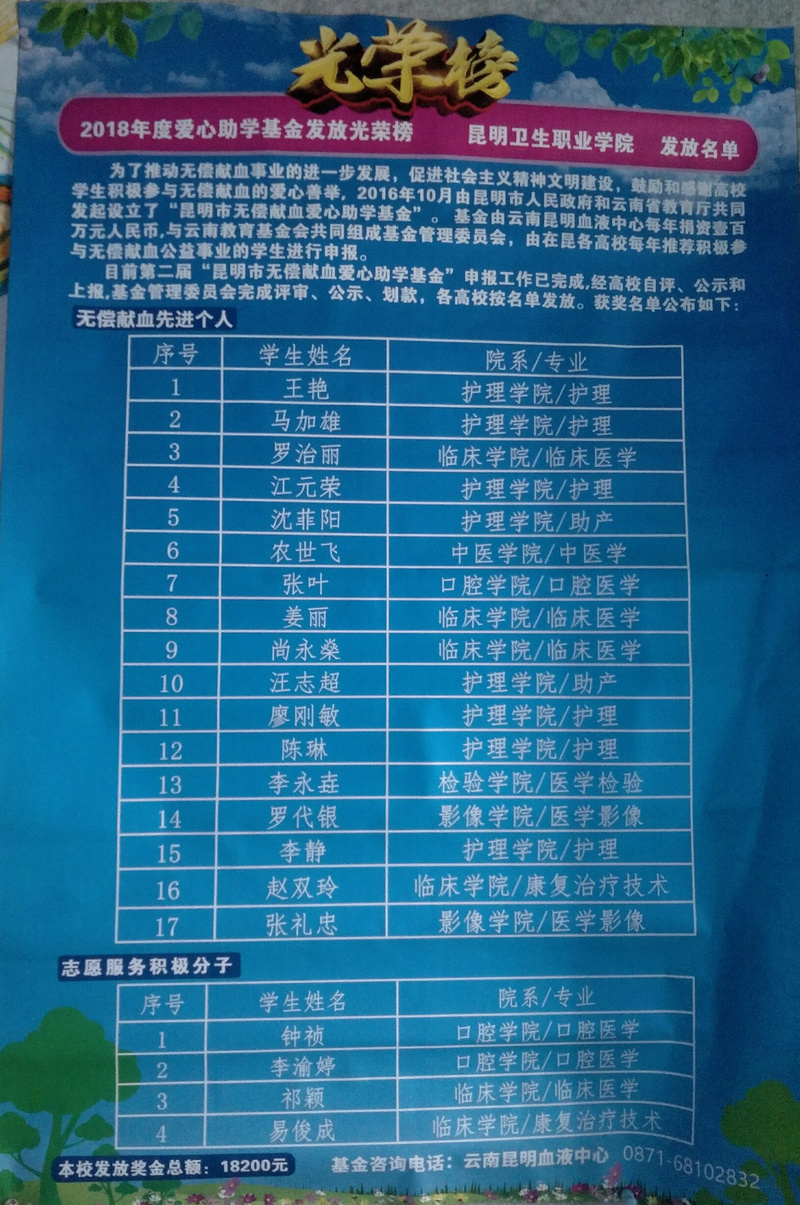 光荣榜
2018年度爱心助学基金发放光荣榜 昆明卫生职业学院 发放名单
为了推动无偿献血事业的进一步发展，促进社会主义精神文明建设，鼓励和感谢高校
学生积极参与无偿献血的爱心善举，2016年10月由昆明市人民政府和云南省教育厅共同
发起设立了“昆明市无偿献血爱心助学基金”。基金由云南昆明血液中心每年捐资壹百
万元人民币,与云南教育基金会共同组成基金管理委员会，由在昆各高校每年推荐积极参
与无偿献血公益事业的学生进行申报。
目前第二届“昆明市无偿献血爱心助学基金”申报工作已完成,经高校自评、公示和
上报,基金管理委员会完成评审、公示、划款，各高校按名单发放。获奖名单公布如下：
无偿献血先进个人
序号 学生姓名 院系/专业
1 王艳 护理学院/护理
2 马加雄 护理学院/护理
3 罗治丽 临床学院/临床医学
4 江元荣 护理学院/护理
5 沈菲阳 护理学院/助产
6 农世飞 中医学院/中医学
7 张叶 口腔学院/口腔医学
8 姜丽 临床学院/临床医学
9 尚永燊 临床学院/临床医学
10 汪志超 护理学院/助产
11 廖刚敏 护理学院/护理
12 陈琳 护理学院/护理
13 李永垚 检验学院/医学检验
14 罗代银 影像学院/医学影像
15 李静 护理学院/护理
16 赵双玲 临床学院/康复治疗技术
17 张礼忠 影像学院/医学影像
志愿服务积极分子
序号 学生姓名 院系/专业
1 钟祯 口腔学院/口腔医学
2 李渝婷 口腔学院/口腔医学
3 祁颖 临床学院/临床医学
4 易俊成 临床学院/康复治疗技术
本校发放奖金总额：18200元 基金咨询电话：云南昆明血液中心 0871-68102832